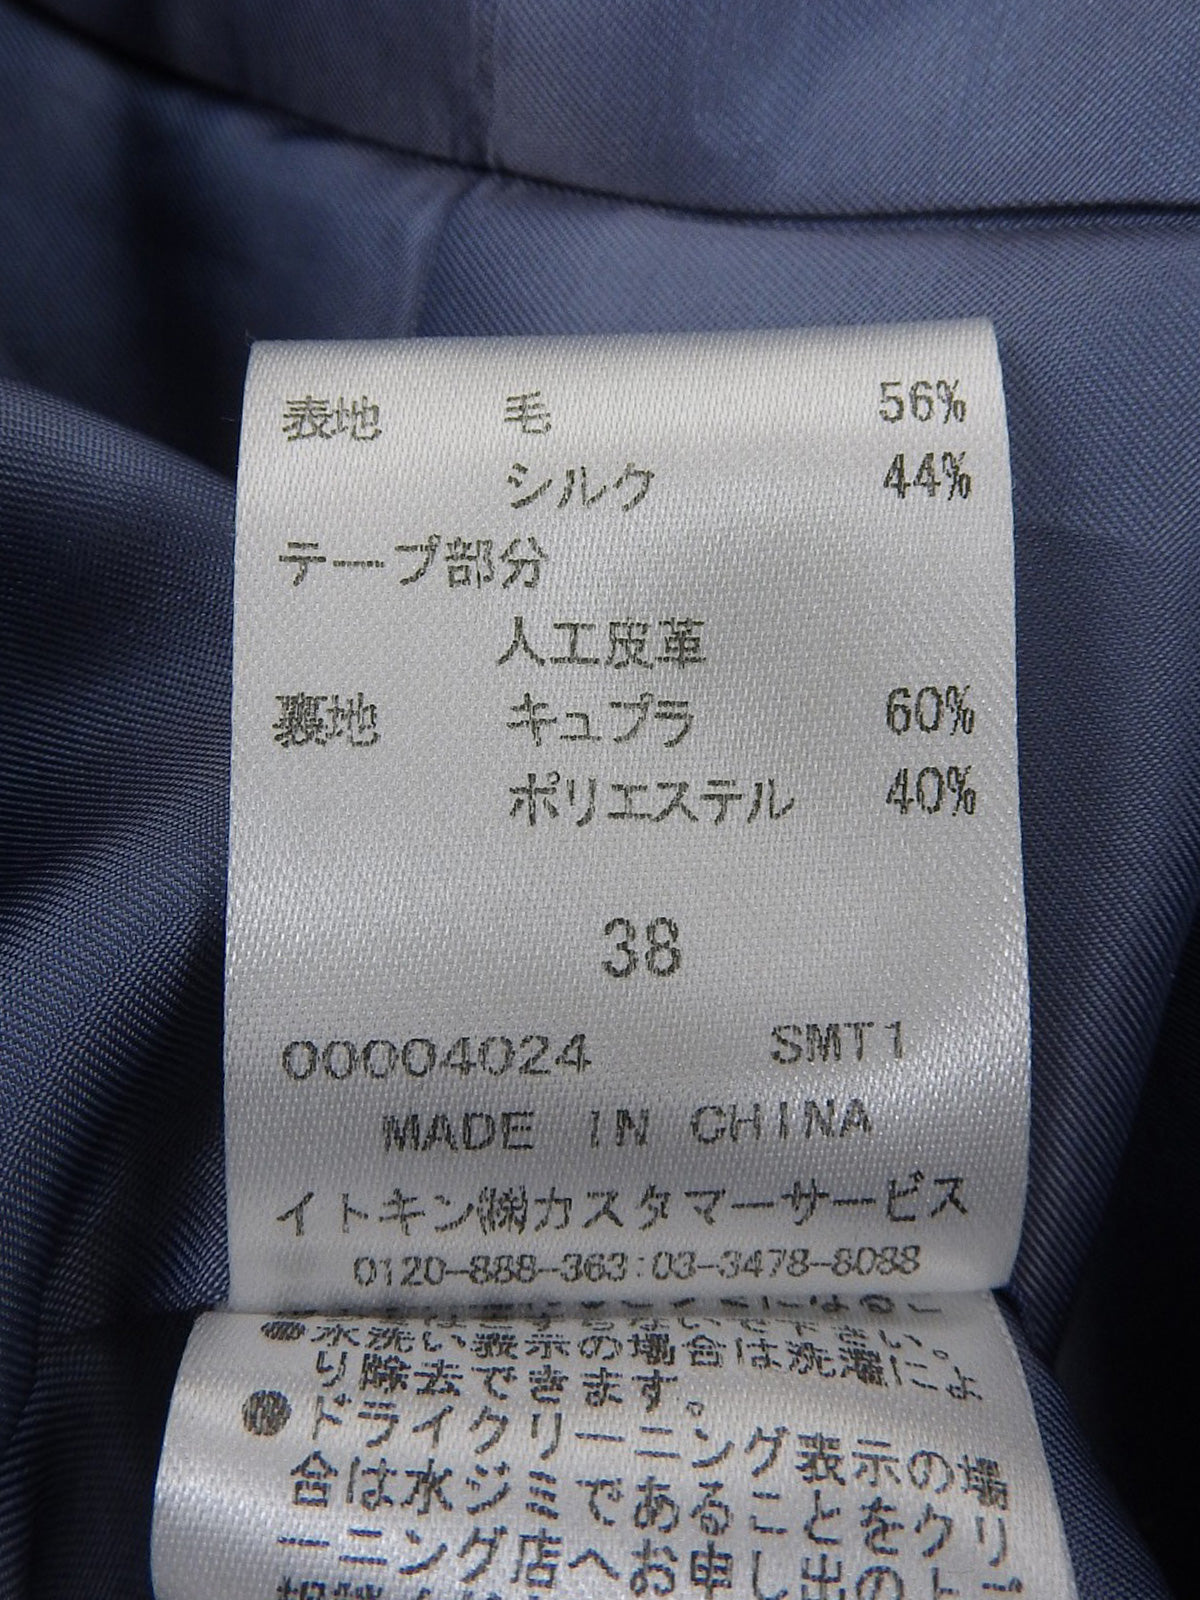 表地 毛 56%
シルク 44%
テープ部分
人工皮革
裏地 キュプラ 60%
ポリエステル 40%
38
00004024 SMT1
MADE IN CHINA
イトキン㈱カスタマーサービス
0120-888-363:03-3478-8088
水洗い表示の場合は洗濯によ
り除去できます。
●ドライクリーニング表示の場
合は水ジミであることをクリ
ーニング店へお申し出の上ご